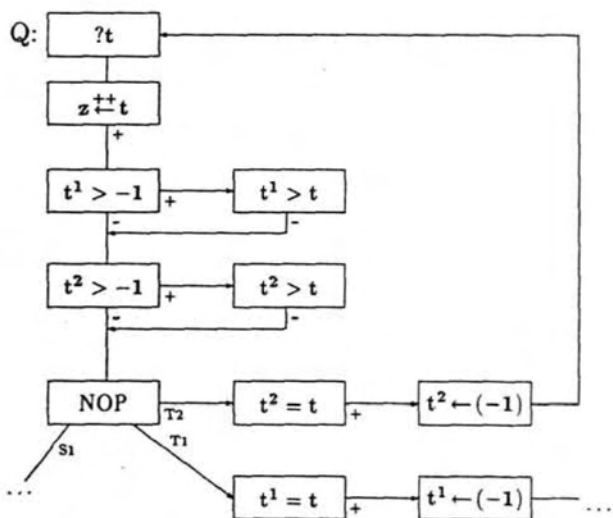 Q: ?t
z ++← t
+
t¹ > −1 + t¹ > t
- -
t² > −1 + t² > t
- -
NOP T2 t² = t + t² ← (−1)
S1 T1
... t¹ = t + t¹ ← (−1) ...